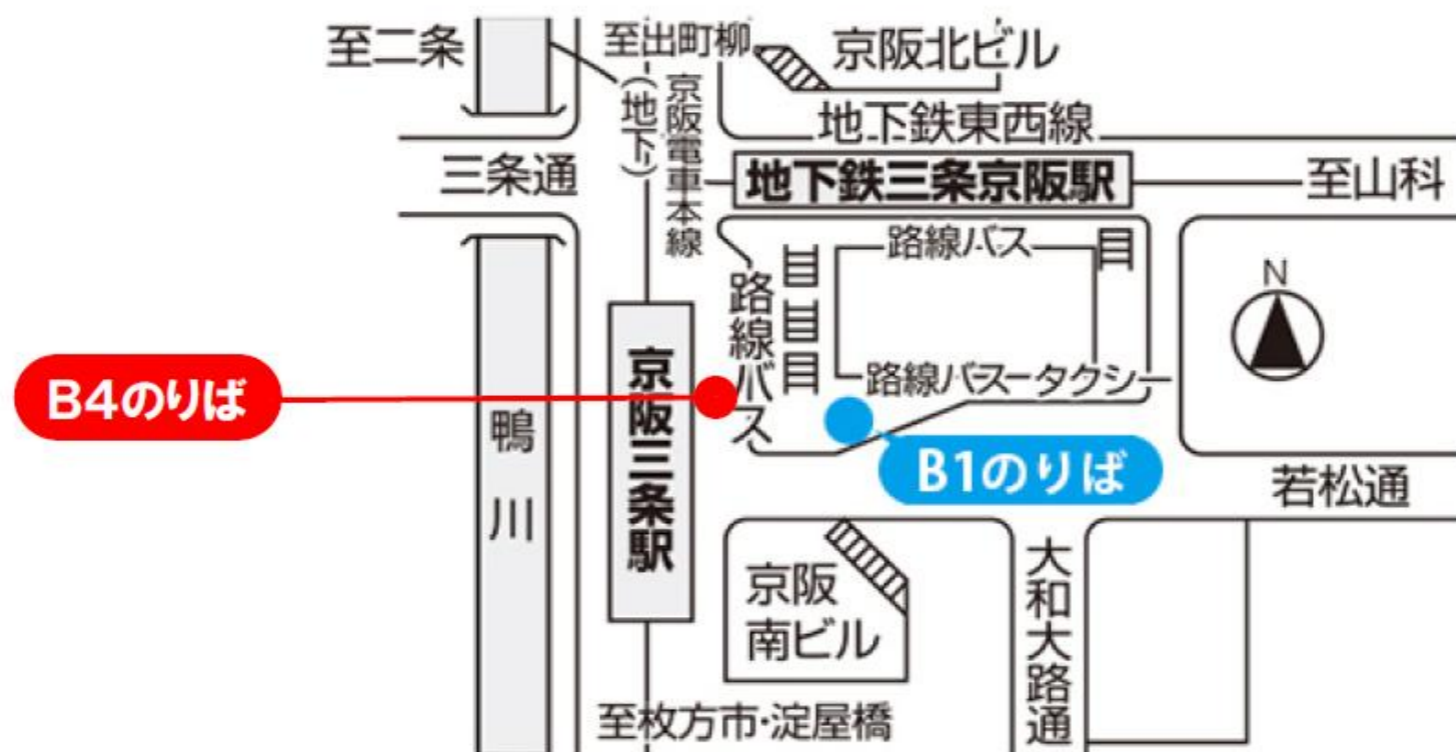 至二条
至出町柳
京阪北ビル
(地下)
京阪電車本線
地下鉄東西線
三条通
地下鉄三条京阪駅
至山科
路線バス
路線バス
N
京阪三条駅
路線バス
タクシー
B4のりば
鴨川
B1のりば
若松通
京阪
南ビル
大和大路通
至枚方市・淀屋橋